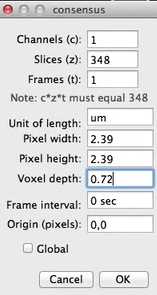 consensus
Channels (c): 1
Slices (z): 348
Frames (t): 1
Note: c*z*t must equal 348
Unit of length: um
Pixel width: 2.39
Pixel height: 2.39
Voxel depth: 0.72
Frame interval: 0 sec
Origin (pixels): 0,0
Global
Cancel OK